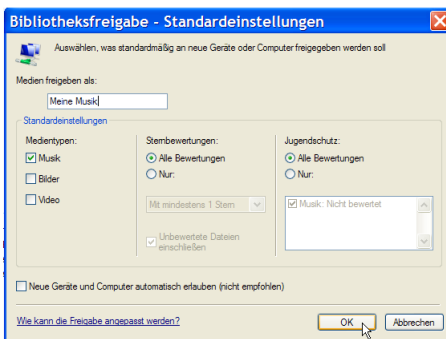 Bibliotheksfreigabe - Standardeinstellungen
Auswählen, was standardmäßig an neue Geräte oder Computer freigegeben werden soll
Medien freigeben als:
Meine Musik
Standardeinstellungen
Medientypen:
Musik
Bilder
Video
Sternbewertungen:
Alle Bewertungen
Nur:
Mit mindestens 1 Stern
Unbewertete Dateien
einschließen
Jugendschutz:
Alle Bewertungen
Nur:
Musik: Nicht bewertet
Neue Geräte und Computer automatisch erlauben (nicht empfohlen)
Wie kann die Freigabe angepasst werden?
OK
Abbrechen